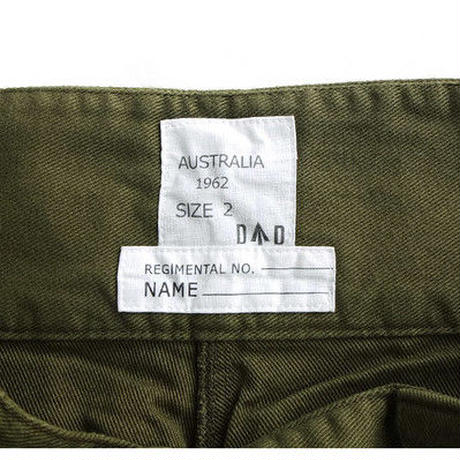 AUSTRALIA
1962
SIZE 2
D↑D
REGIMENTAL NO.
NAME